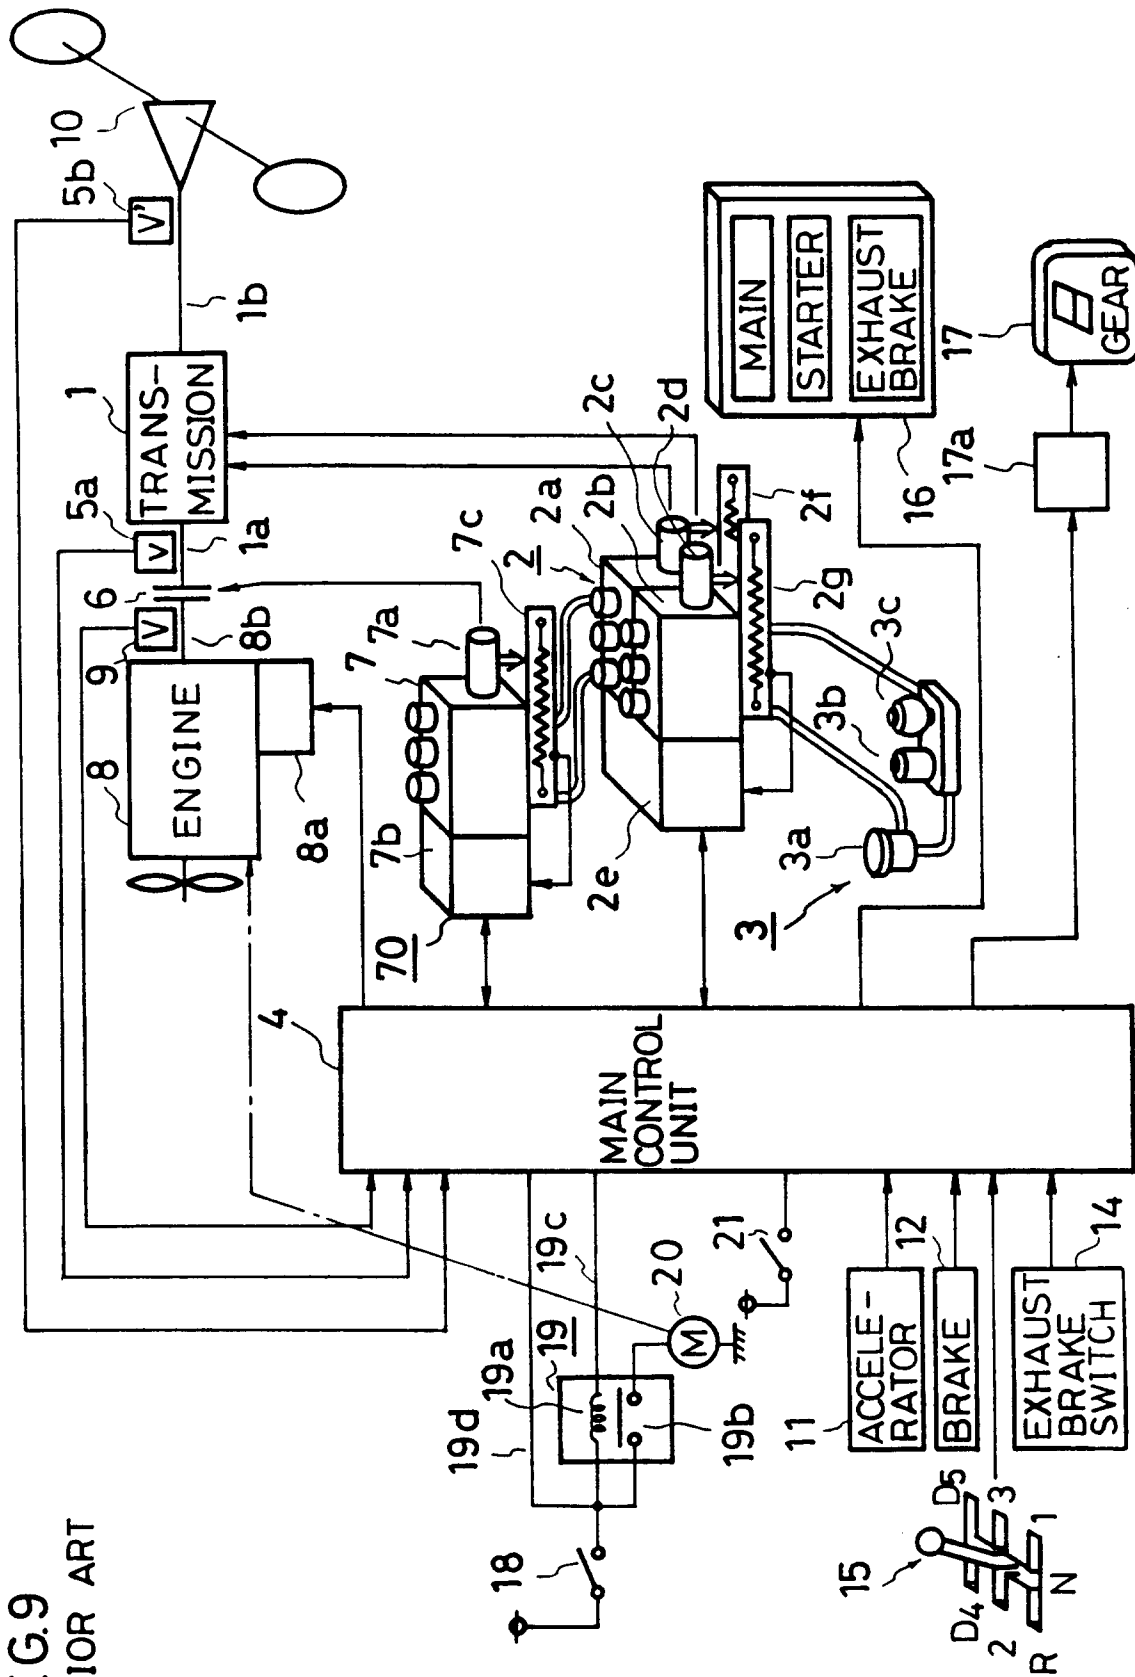 G.9
IOR ART
10
5b
V'
1b
1
TRANS-
MISSION
5a
V
1a
6
9
V
8b
8
ENGINE
8a
7
7a
7c
7b
70
2
2a
2b
2c
2d
2e
2f
2g
3
3a
3b
3c
MAIN
STARTER
EXHAUST
BRAKE
16
17
17a
GEAR
4
MAIN
CONTROL
UNIT
18
19
19a
19b
19c
19d
20
M
21
11
ACCELE-
RATOR
12
BRAKE
14
EXHAUST
BRAKE
SWITCH
15
D4
D5
2
3
R
N
1